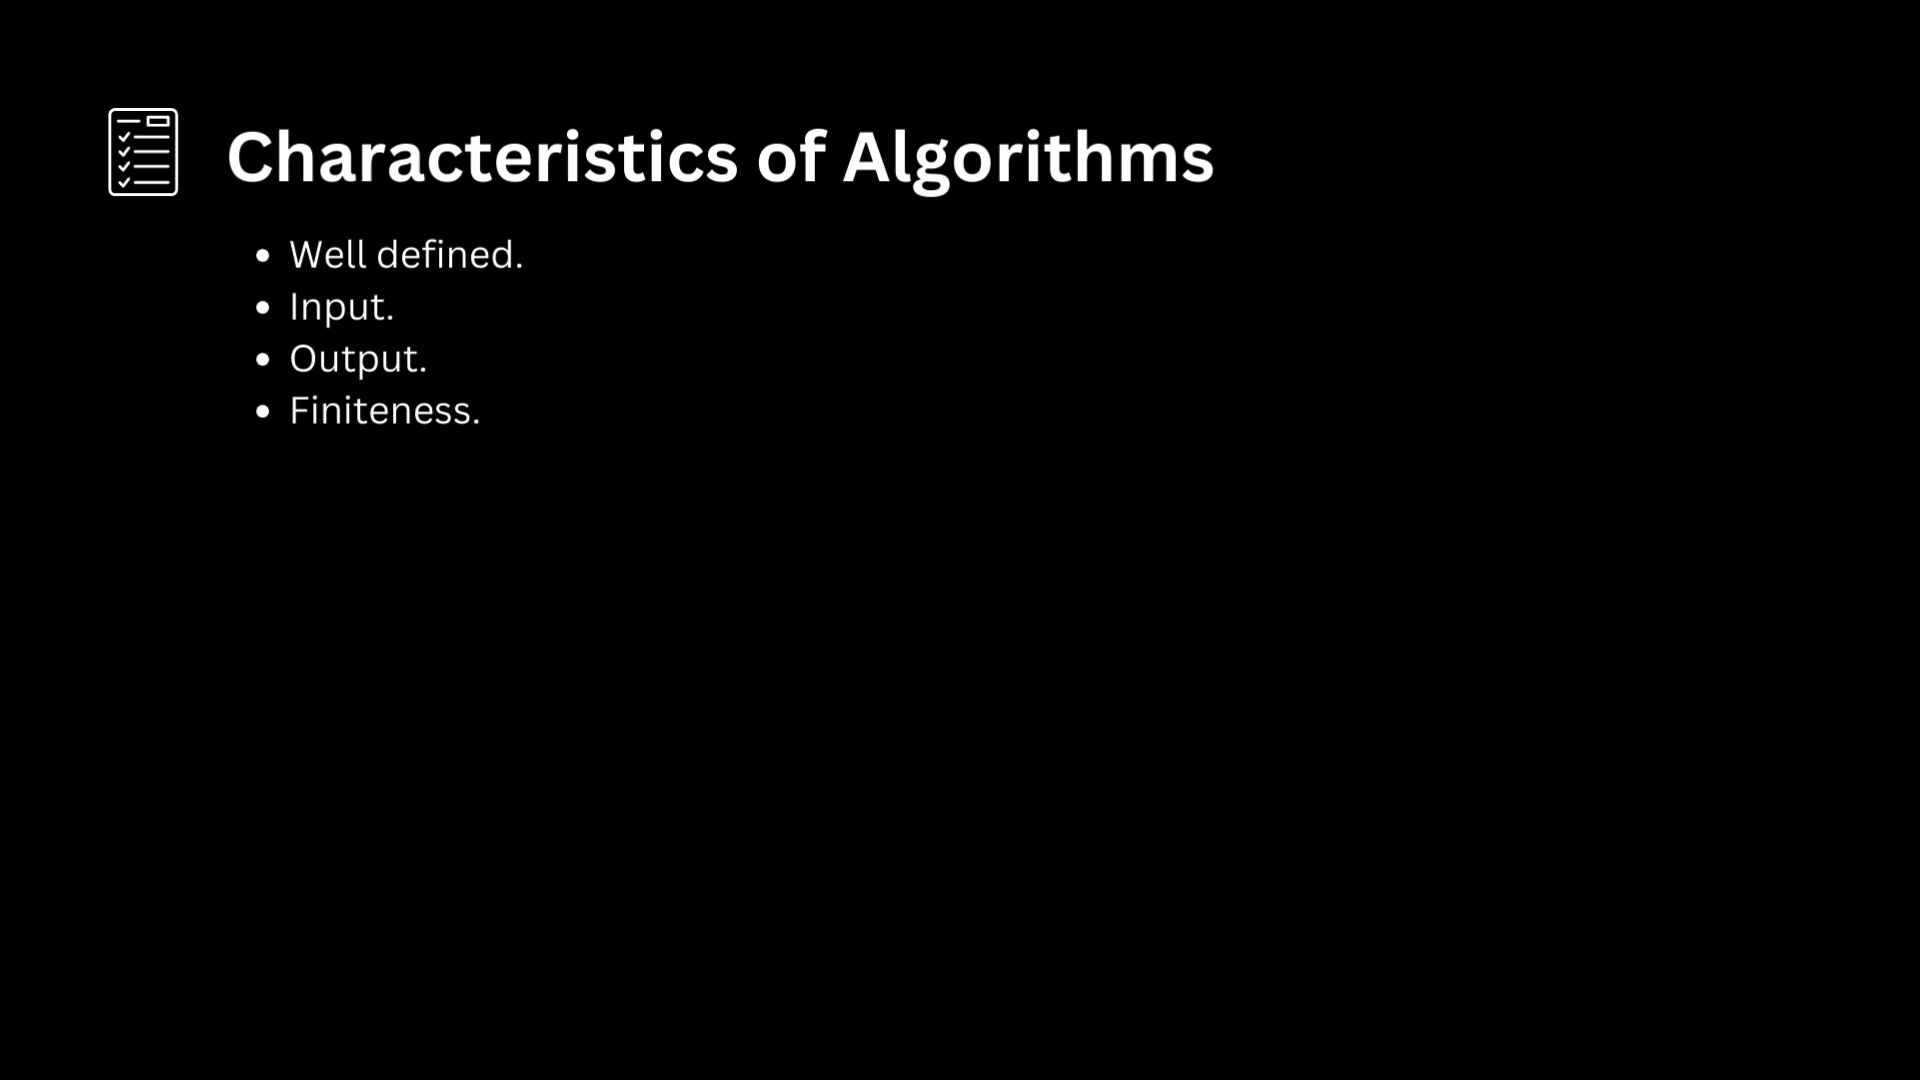 Characteristics of Algorithms
• Well defined.
• Input.
• Output.
• Finiteness.